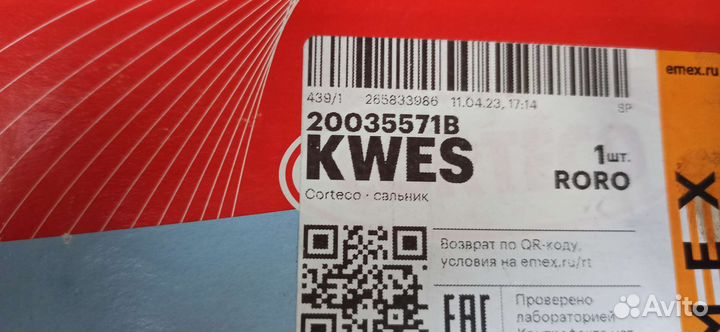 emex.ru
439/1 265833986 11.04.23, 17:14 SP
20035571B
KWES
1шт.
RORO
Corteco · сальник
Возврат по QR-коду,
условия на emex.ru/rt
EAC
Проверено
лабораторией
EX
Avito